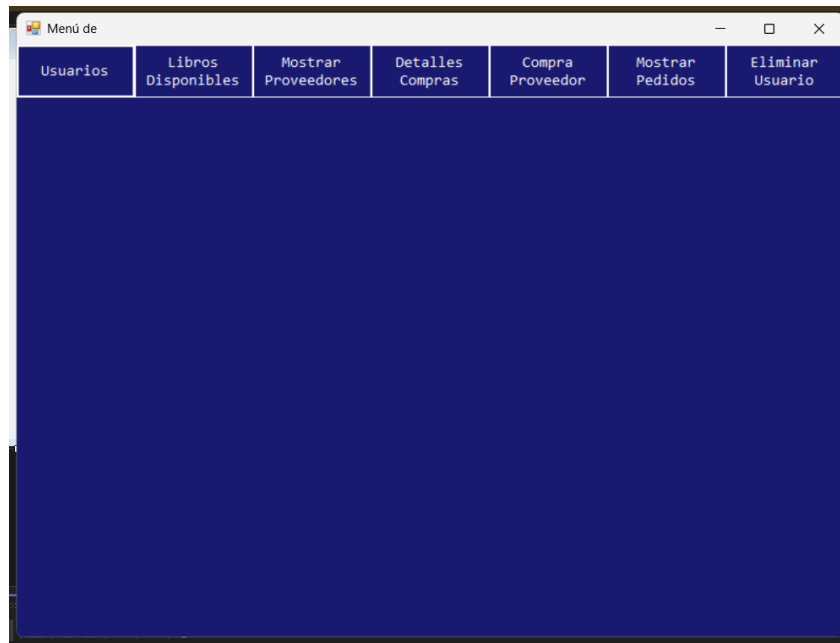 Menú de
Usuarios
Libros
Disponibles
Mostrar
Proveedores
Detalles
Compras
Compra
Proveedor
Mostrar
Pedidos
Eliminar
Usuario